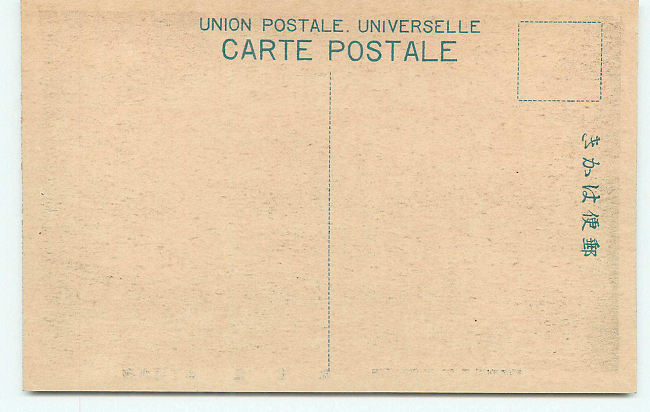 UNION POSTALE. UNIVERSELLE
CARTE POSTALE
郵便はかき